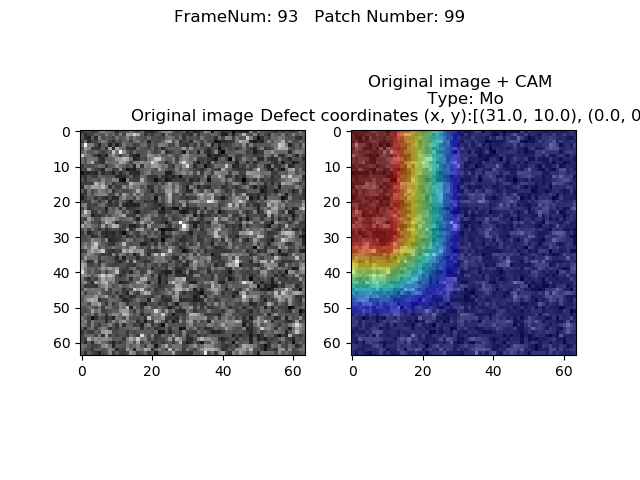 FrameNum: 93   Patch Number: 99
Original image + CAM
Type: Mo
Original image Defect coordinates (x, y):[(31.0, 10.0), (0.0, 0
0
10
20
30
40
50
60
0 20 40 60
0
10
20
30
40
50
60
0 20 40 60